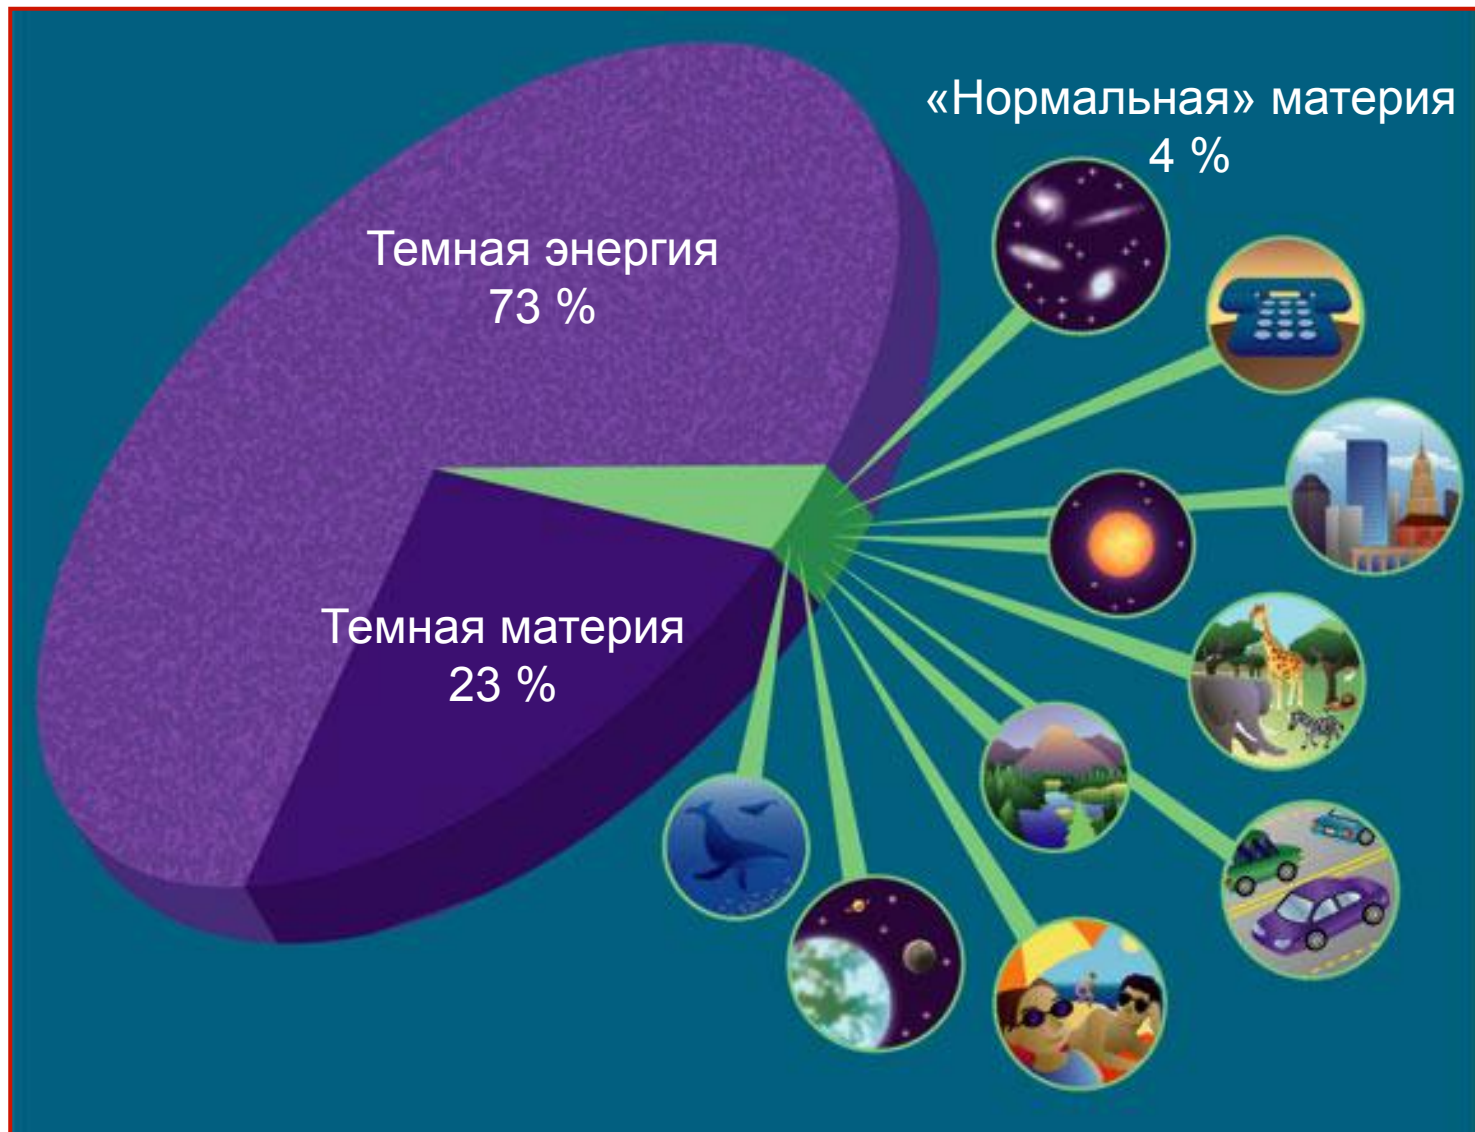 «Нормальная» материя
4 %
Темная энергия
73 %
Темная материя
23 %